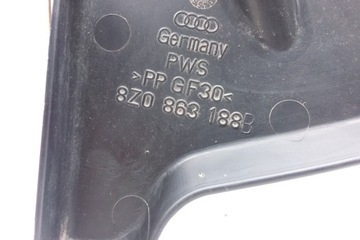 Germany
PWS
>PP GF30<
8Z0 863 188B